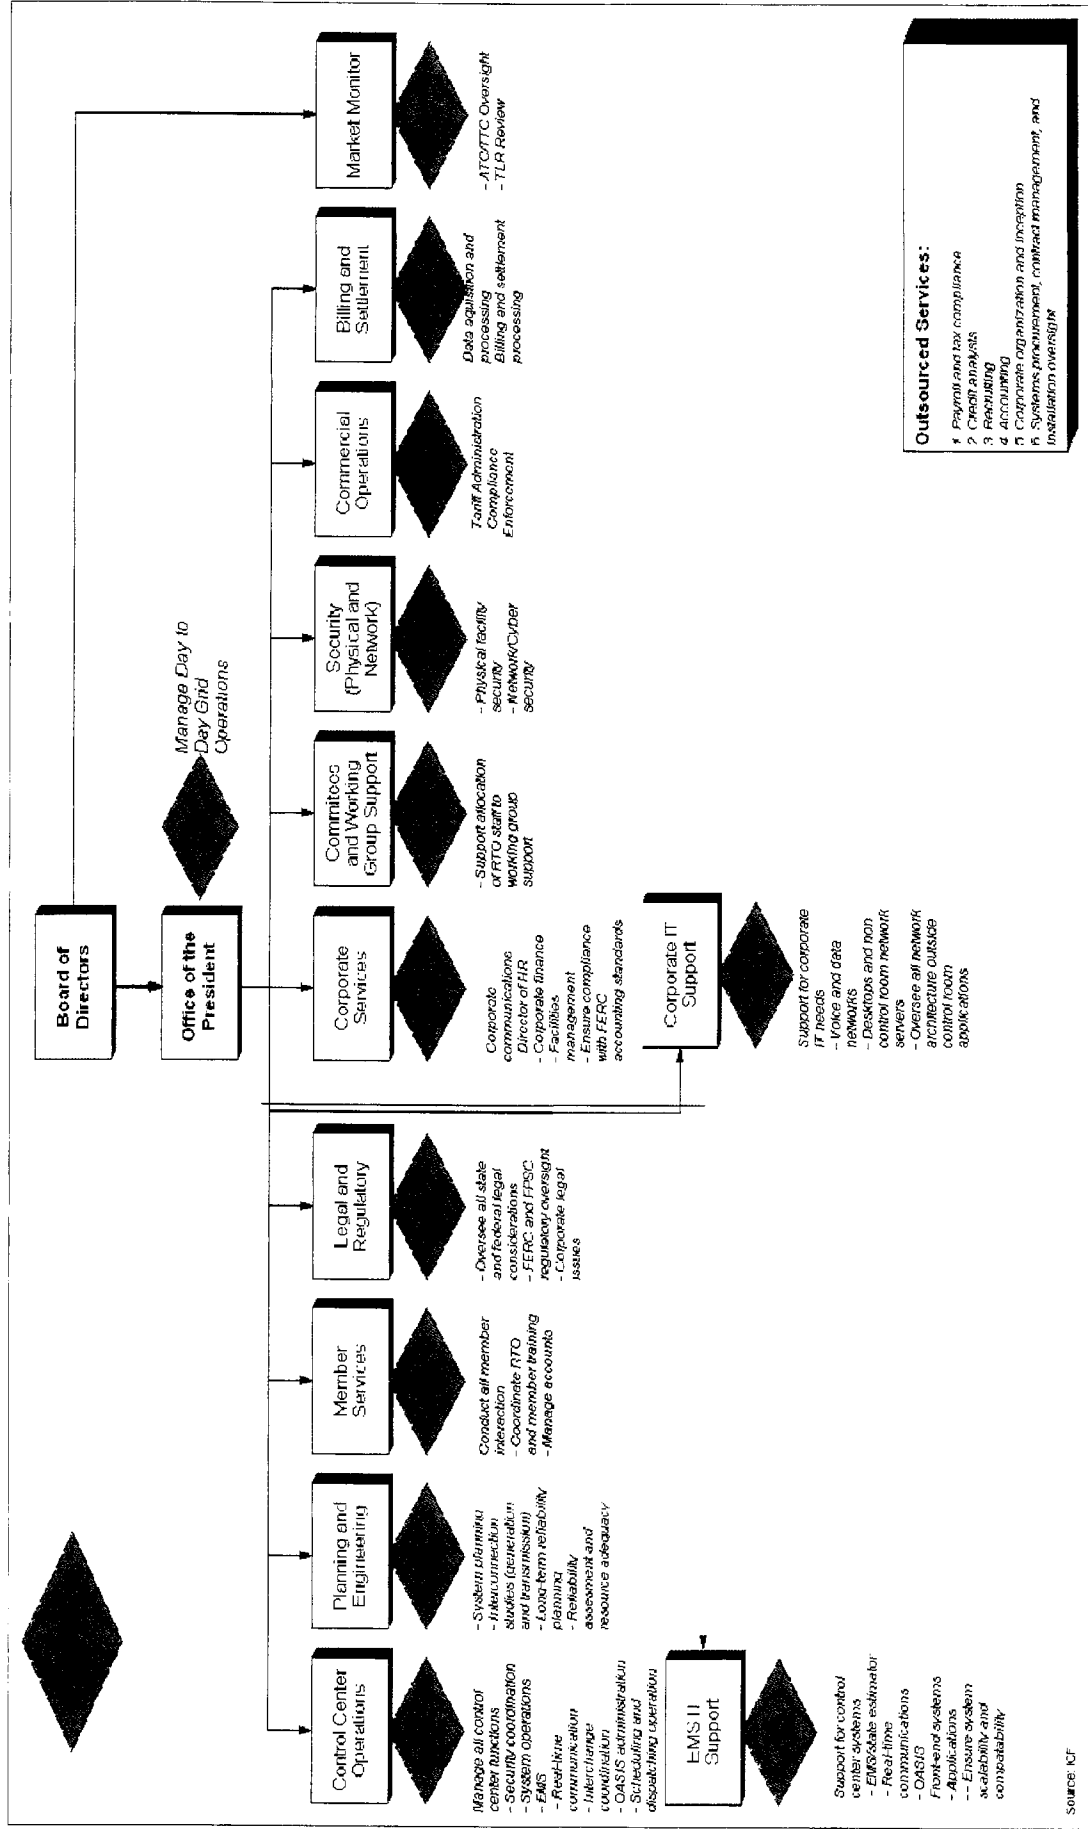 Board of
Directors
Office of the
President
Manage Day to
Day Grid
Operations
Control Center
Operations
Manage all control
center functions
- Security coordination
- System operations
- EMS
- Real-time
communication
- Interchange
coordination
- OASIS administration
- Scheduling and
dispatching operation
Planning and
Engineering
- System planning
- Interconnection
studies (generation
and transmission)
- Long-term reliability
planning
- Reliability
assesment and
resource adequacy
Member
Services
Conduct all member
interaction
- Coordinate RTO
and member training
- Manage accounts
Legal and
Regulatory
- Oversee all state
and federal legal
considerations
- FERC and FPSC
regulatory oversight
- Corporate legal
issues
Corporate
Services
Corporate
communications
Director of HR
- Corporate finance
- Facilities
management
- Ensure compliance
with FERC
accounting standards
Commitees
and Working
Group Support
- Support allocation
of RTO staff to
working group
support
Security
(Physical and
Network)
- Physical facility
security
- Network/Cyber
security
Commercial
Operations
Tariff Administration
Compliance
Enforcement
Billing and
Settlement
Data aquisition and
processing
Billing and settlement
processing
Market Monitor
- ATC/TTC Oversight
- TLR Review
EMS IT
Support
Support for control
center systems
- EMS/state estimator
- Real-time
communications
- OASIS
Front-end systems
- Applications
- - Ensure system
scalability and
compatability
Corporate IT
Support
Support for corporate
IT needs
- Voice and data
networks
- Desktops and non
control room network
servers
- Oversee all network
architecture outside
control room
applications
Outsourced Services:
1 Payroll and tax compliance
2 Credit analysts
3 Recruiting
4 Accounting
5 Corporate organization and inception
6 Systems procurement, contract management, and
installation oversight
Source: ICF